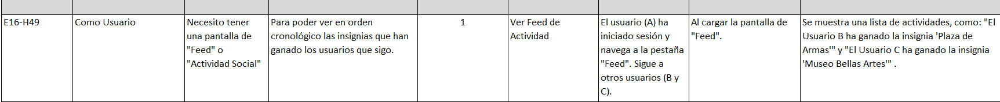 E16-H49
Como Usuario
Necesito tener
una pantalla de
"Feed" o
"Actividad Social"
Para poder ver en orden
cronológico las insignias que han
ganado los usuarios que sigo.
1
Ver Feed de
Actividad
El usuario (A) ha
iniciado sesión y
navega a la pestaña
"Feed". Sigue a
otros usuarios (B y
C).
Al cargar la pantalla de
"Feed".
Se muestra una lista de actividades, como: "El
Usuario B ha ganado la insignia 'Plaza de
Armas'" y "El Usuario C ha ganado la insignia
'Museo Bellas Artes'" .